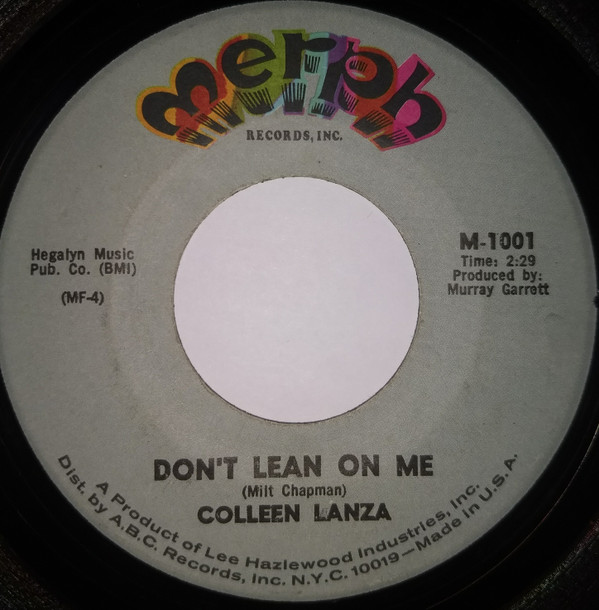 merph
RECORDS, INC.
Hegalyn Music
Pub. Co. (BMI)
(MF-4)
M-1001
Time: 2:29
Produced by:
Murray Garrett
DON'T LEAN ON ME
(Milt Chapman)
COLLEEN LANZA
A Product of Lee Hazlewood Industries, Inc.
Dist. by A.B.C. Records, Inc. N.Y.C. 10019—Made in U.S.A.